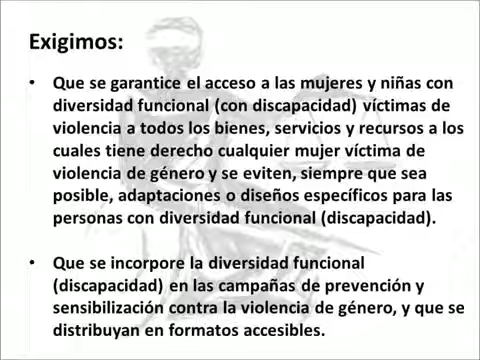 Exigimos:
• Que se garantice el acceso a las mujeres y niñas con
diversidad funcional (con discapacidad) víctimas de
violencia a todos los bienes, servicios y recursos a los
cuales tiene derecho cualquier mujer víctima de
violencia de género y se eviten, siempre que sea
posible, adaptaciones o diseños específicos para las
personas con diversidad funcional (discapacidad).
• Que se incorpore la diversidad funcional
(discapacidad) en las campañas de prevención y
sensibilización contra la violencia de género, y que se
distribuyan en formatos accesibles.